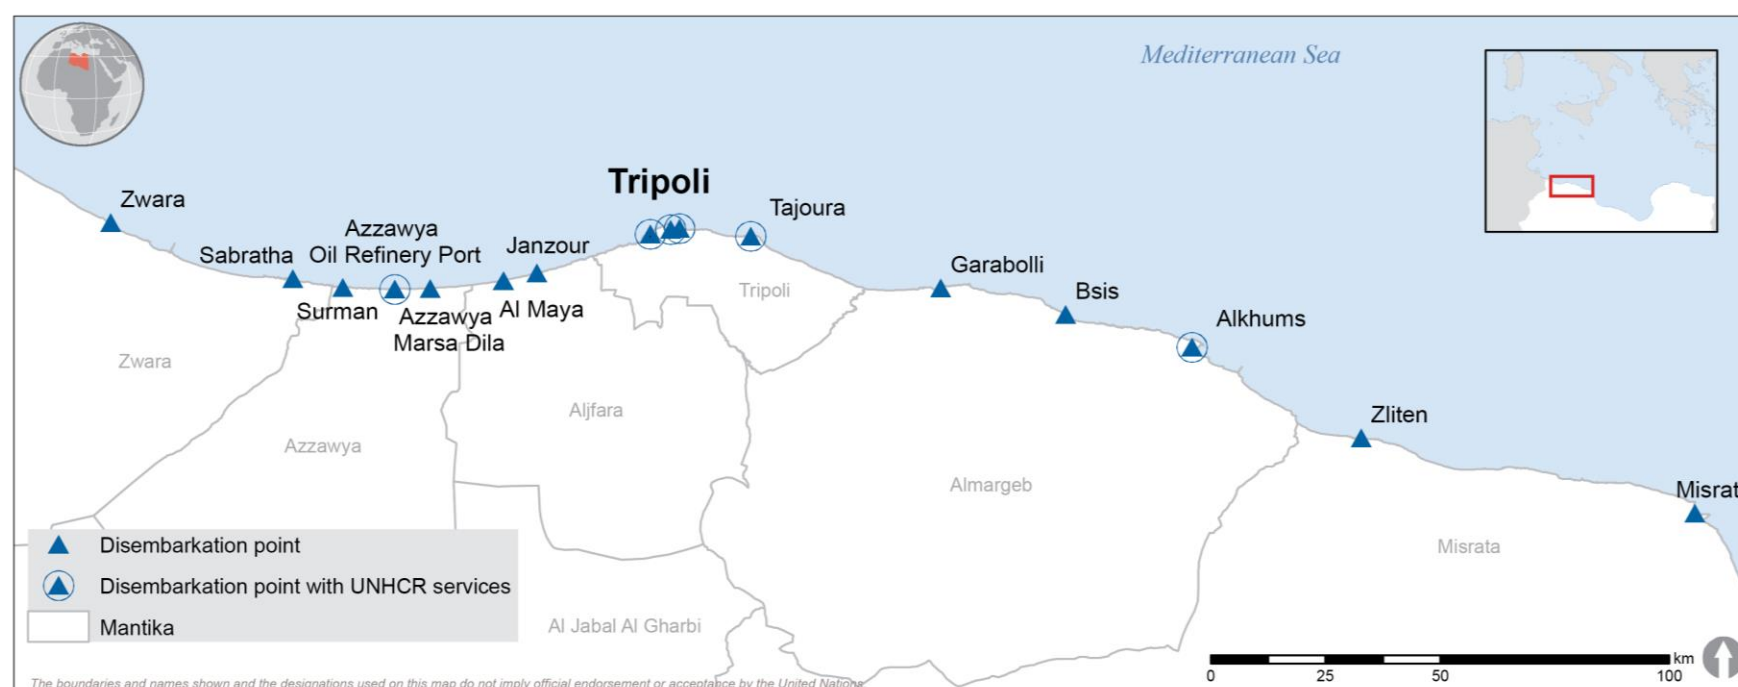 Mediterranean Sea
Tripoli
Zwara
Tajoura
Azzawya
Oil Refinery Port
Sabratha
Janzour
Garabolli
Surman
Azzawya
Marsa Dila
Al Maya
Tripoli
Bsis
Alkhums
Zwara
Aljfara
Zliten
Azzawya
Almargeb
Misrat
Misrata
Disembarkation point
Disembarkation point with UNHCR services
Mantika
Al Jabal Al Gharbi
km
0 25 50 100
The boundaries and names shown and the designations used on this map do not imply official endorsement or acceptance by the United Nations